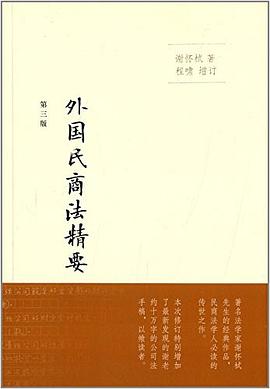 谢怀栻 著
程啸 增订
第三版
外国民商法精要
著名法学家谢怀栻
先生的经典作品,
民商法学人必读的
传世之作。
本次修订特别增加
了最新发现的谢老
约十万字的公司法
手稿,以飨读者。